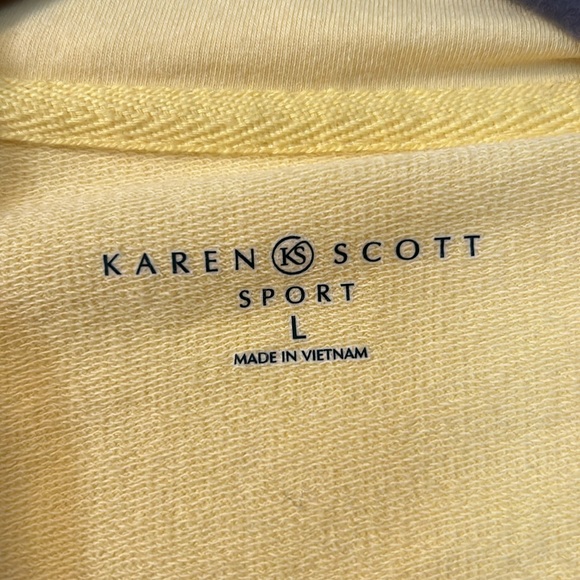 KAREN KS SCOTT
SPORT
L
MADE IN VIETNAM